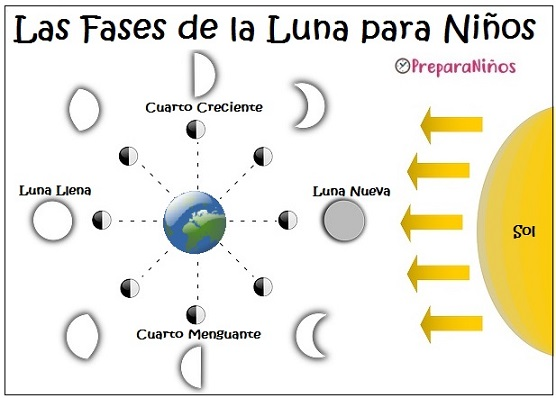 Las Fases de la Luna para Niños
PreparaNiños
Cuarto Creciente
Luna Llena
Luna Nueva
Sol
Cuarto Menguante